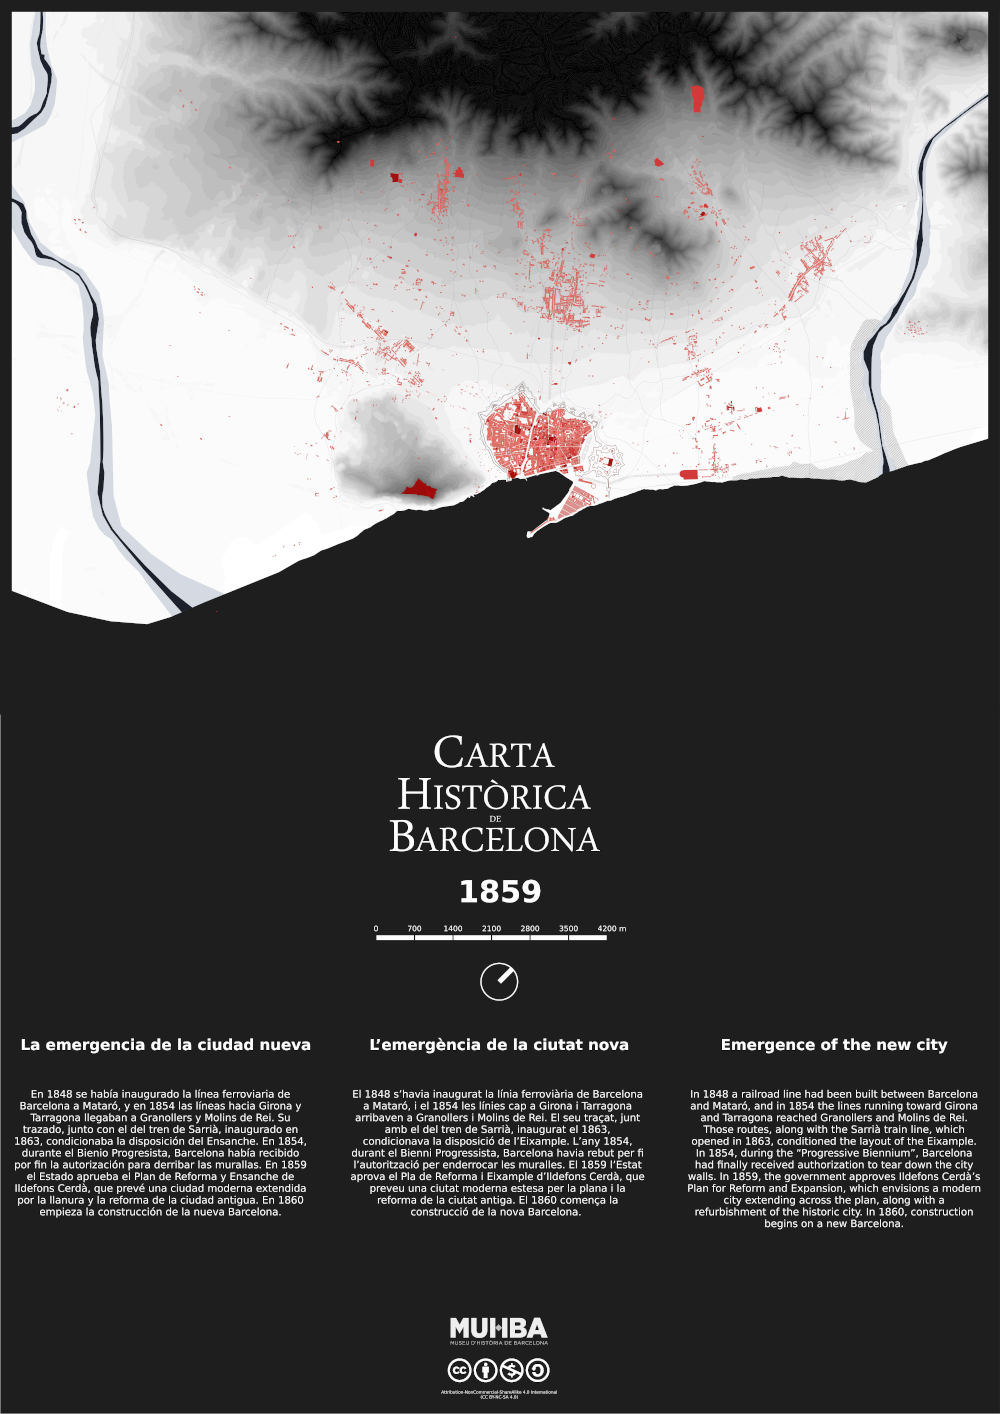 CARTA
HISTÒRICA
DE
BARCELONA
1859
0 700 1400 2100 2800 3500 4200 m
La emergencia de la ciudad nueva
En 1848 se había inaugurado la línea ferroviaria de
Barcelona a Mataró, y en 1854 las líneas hacia Girona y
Tarragona llegaban a Granollers y Molins de Rei. Su
trazado, junto con el del tren de Sarrià, inaugurado en
1863, condicionaba la disposición del Ensanche. En 1854,
durante el Bienio Progresista, Barcelona había recibido
por fin la autorización para derribar las murallas. En 1859
el Estado aprueba el Plan de Reforma y Ensanche de
Ildefons Cerdà, que prevé una ciudad moderna extendida
por la llanura y la reforma de la ciudad antigua. En 1860
empieza la construcción de la nueva Barcelona.
L’emergència de la ciutat nova
El 1848 s’havia inaugurat la línia ferroviària de Barcelona
a Mataró, i el 1854 les línies cap a Girona i Tarragona
arribaven a Granollers i Molins de Rei. El seu traçat, junt
amb el del tren de Sarrià, inaugurat el 1863,
condicionava la disposició de l’Eixample. L’any 1854,
durant el Bienni Progressista, Barcelona havia rebut per fi
l’autorització per enderrocar les muralles. El 1859 l’Estat
aprova el Pla de Reforma i Eixample d’Ildefons Cerdà, que
preveu una ciutat moderna estesa per la plana i la
reforma de la ciutat antiga. El 1860 comença la
construcció de la nova Barcelona.
Emergence of the new city
In 1848 a railroad line had been built between Barcelona
and Mataró, and in 1854 the lines running toward Girona
and Tarragona reached Granollers and Molins de Rei.
Those routes, along with the Sarrià train line, which
opened in 1863, conditioned the layout of the Eixample.
In 1854, during the “Progressive Biennium”, Barcelona
had finally received authorization to tear down the city
walls. In 1859, the government approves Ildefons Cerdà’s
Plan for Reform and Expansion, which envisions a modern
city extending across the plan, along with a
refurbishment of the historic city. In 1860, construction
begins on a new Barcelona.
MUHBA
MUSEU D'HISTÒRIA DE BARCELONA
cc
Attribution-NonCommercial-ShareAlike 4.0 International
(CC BY-NC-SA 4.0)